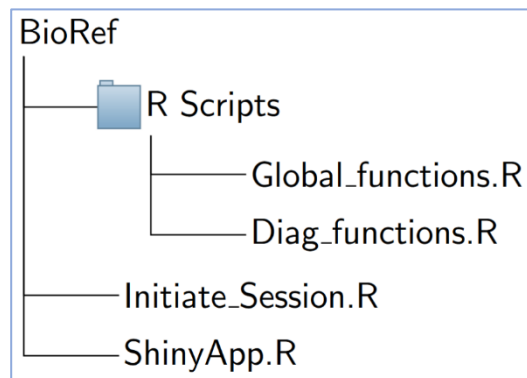 BioRef
R Scripts
Global_functions.R
Diag_functions.R
Initiate_Session.R
ShinyApp.R